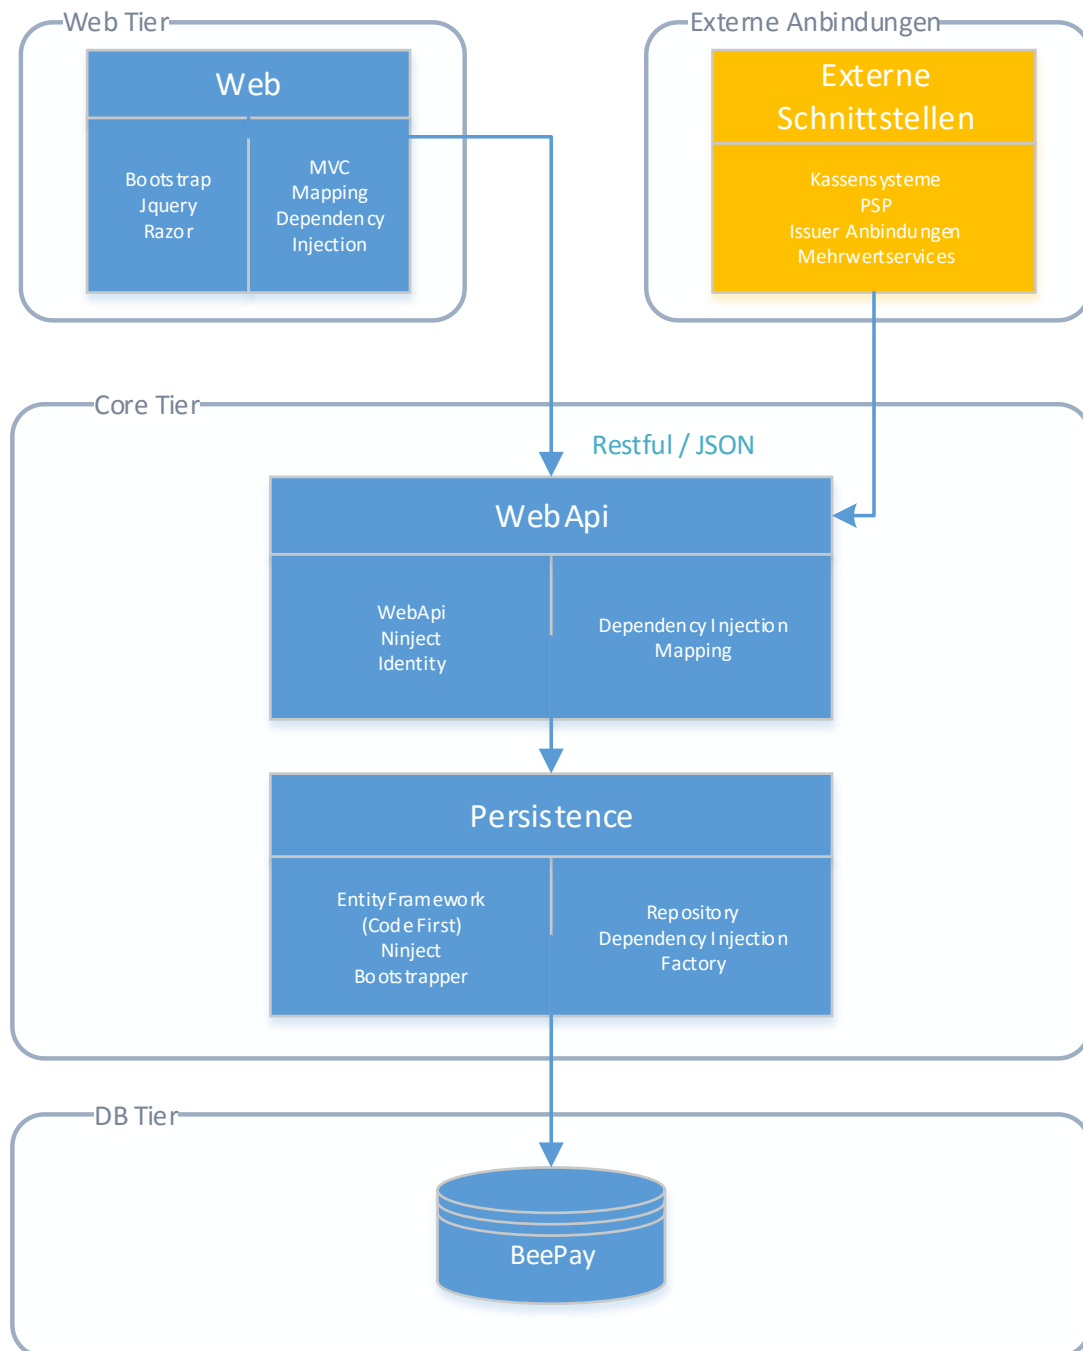 Web Tier
Web
Bootstrap
Jquery
Razor
MVC
Mapping
Dependency
Injection
Externe Anbindungen
Externe
Schnittstellen
Kassensysteme
PSP
Issuer Anbindungen
Mehrwertservices
Core Tier
Restful / JSON
WebApi
WebApi
Ninject
Identity
Dependency Injection
Mapping
Persistence
EntityFramework
(Code First)
Ninject
Bootstrapper
Repository
Dependency Injection
Factory
DB Tier
BeePay